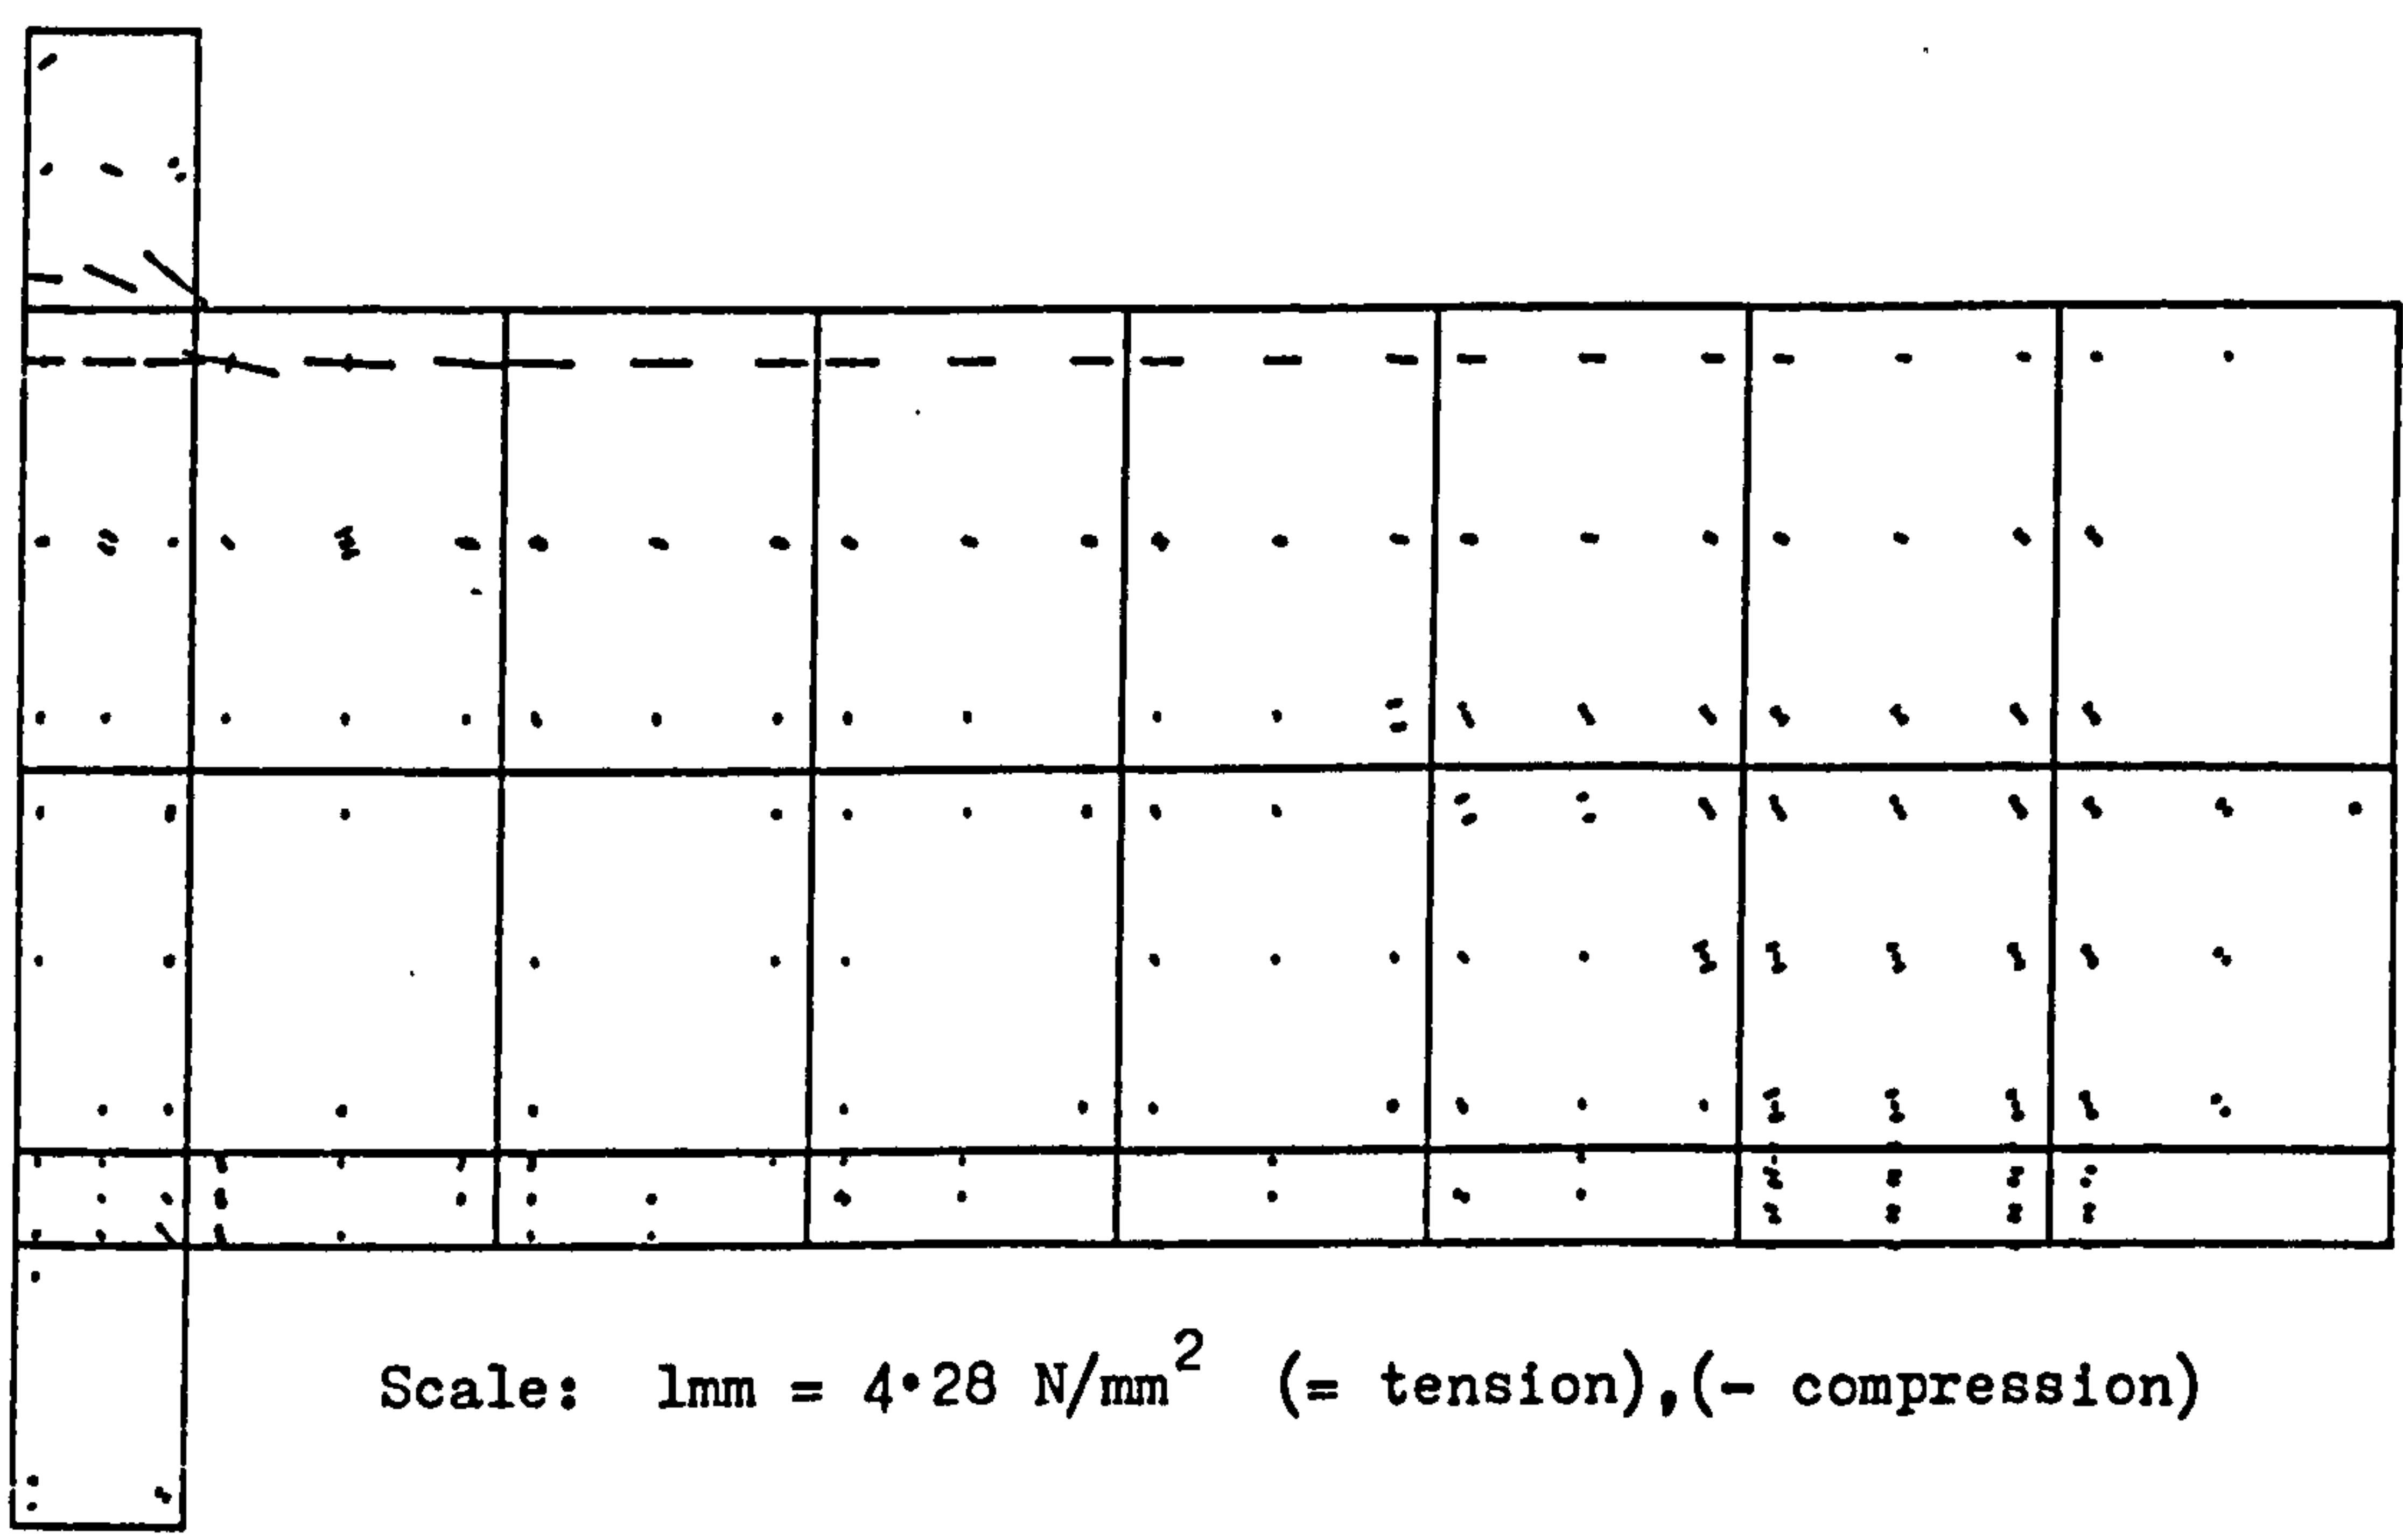 Scale: 1mm = 4·28 N/mm² (= tension),(- compression)